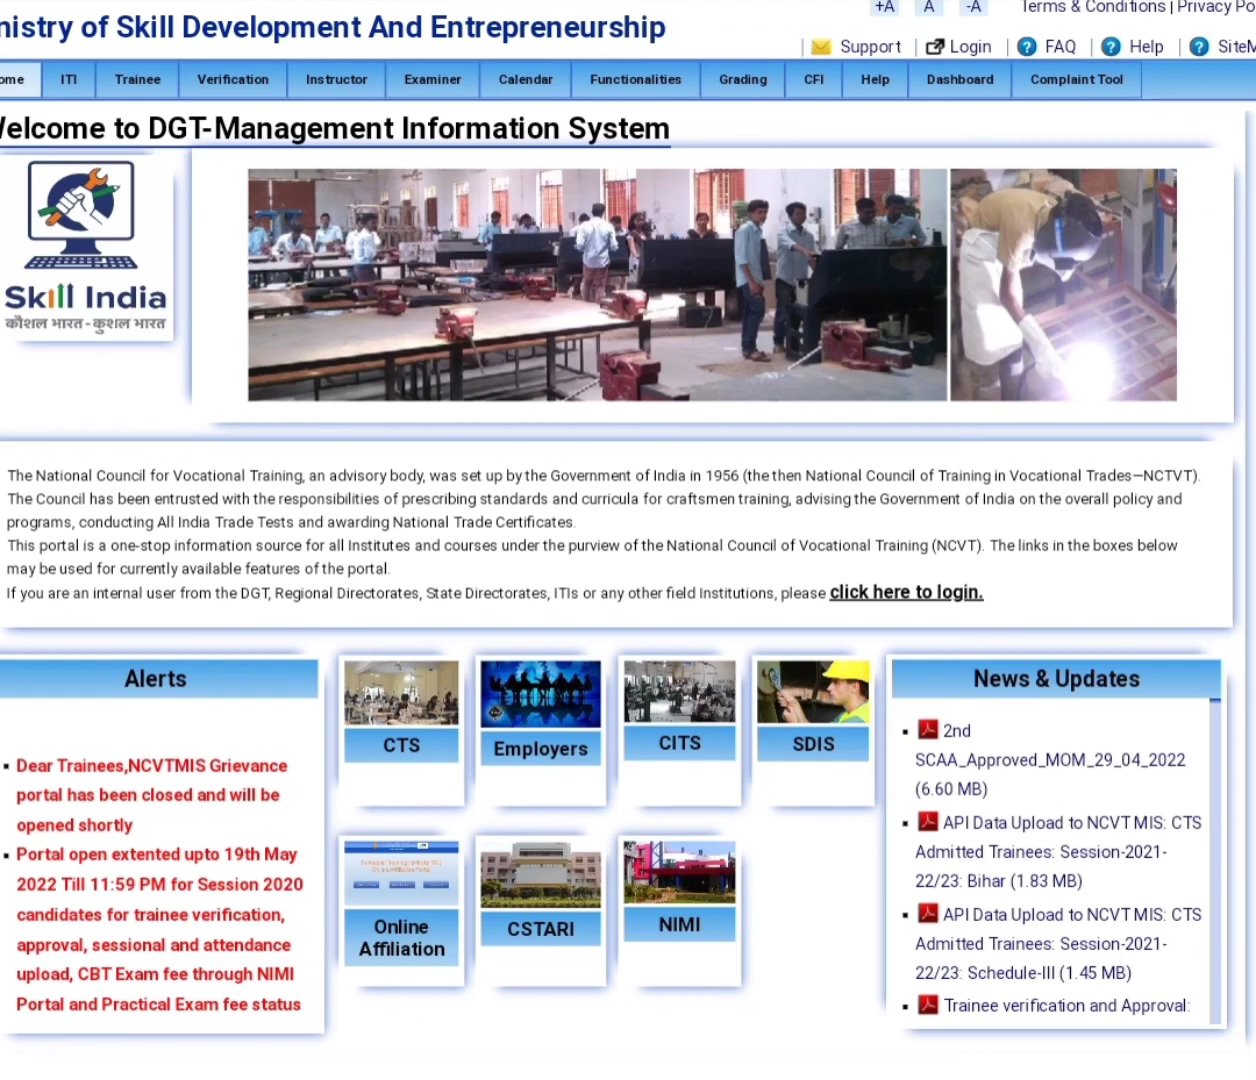 +A A -A Terms & Conditions | Privacy Po
nistry of Skill Development And Entrepreneurship
Support Login FAQ Help SiteM
ome ITI Trainee Verification Instructor Examiner Calendar Functionalities Grading CFI Help Dashboard Complaint Tool
Welcome to DGT-Management Information System
Skill India
कौशल भारत - कुशल भारत
The National Council for Vocational Training, an advisory body, was set up by the Government of India in 1956 (the then National Council of Training in Vocational Trades—NCTVT).
The Council has been entrusted with the responsibilities of prescribing standards and curricula for craftsmen training, advising the Government of India on the overall policy and
programs, conducting All India Trade Tests and awarding National Trade Certificates.
This portal is a one-stop information source for all Institutes and courses under the purview of the National Council of Vocational Training (NCVT). The links in the boxes below
may be used for currently available features of the portal.
If you are an internal user from the DGT, Regional Directorates, State Directorates, ITIs or any other field Institutions, please click here to login.
Alerts
Dear Trainees,NCVTMIS Grievance
portal has been closed and will be
opened shortly
Portal open extented upto 19th May
2022 Till 11:59 PM for Session 2020
candidates for trainee verification,
approval, sessional and attendance
upload, CBT Exam fee through NIMI
Portal and Practical Exam fee status
CTS
Employers
CITS
SDIS
Online
Affiliation
CSTARI
NIMI
News & Updates
2nd
SCAA_Approved_MOM_29_04_2022
(6.60 MB)
API Data Upload to NCVT MIS: CTS
Admitted Trainees: Session-2021-
22/23: Bihar (1.83 MB)
API Data Upload to NCVT MIS: CTS
Admitted Trainees: Session-2021-
22/23: Schedule-III (1.45 MB)
Trainee verification and Approval: